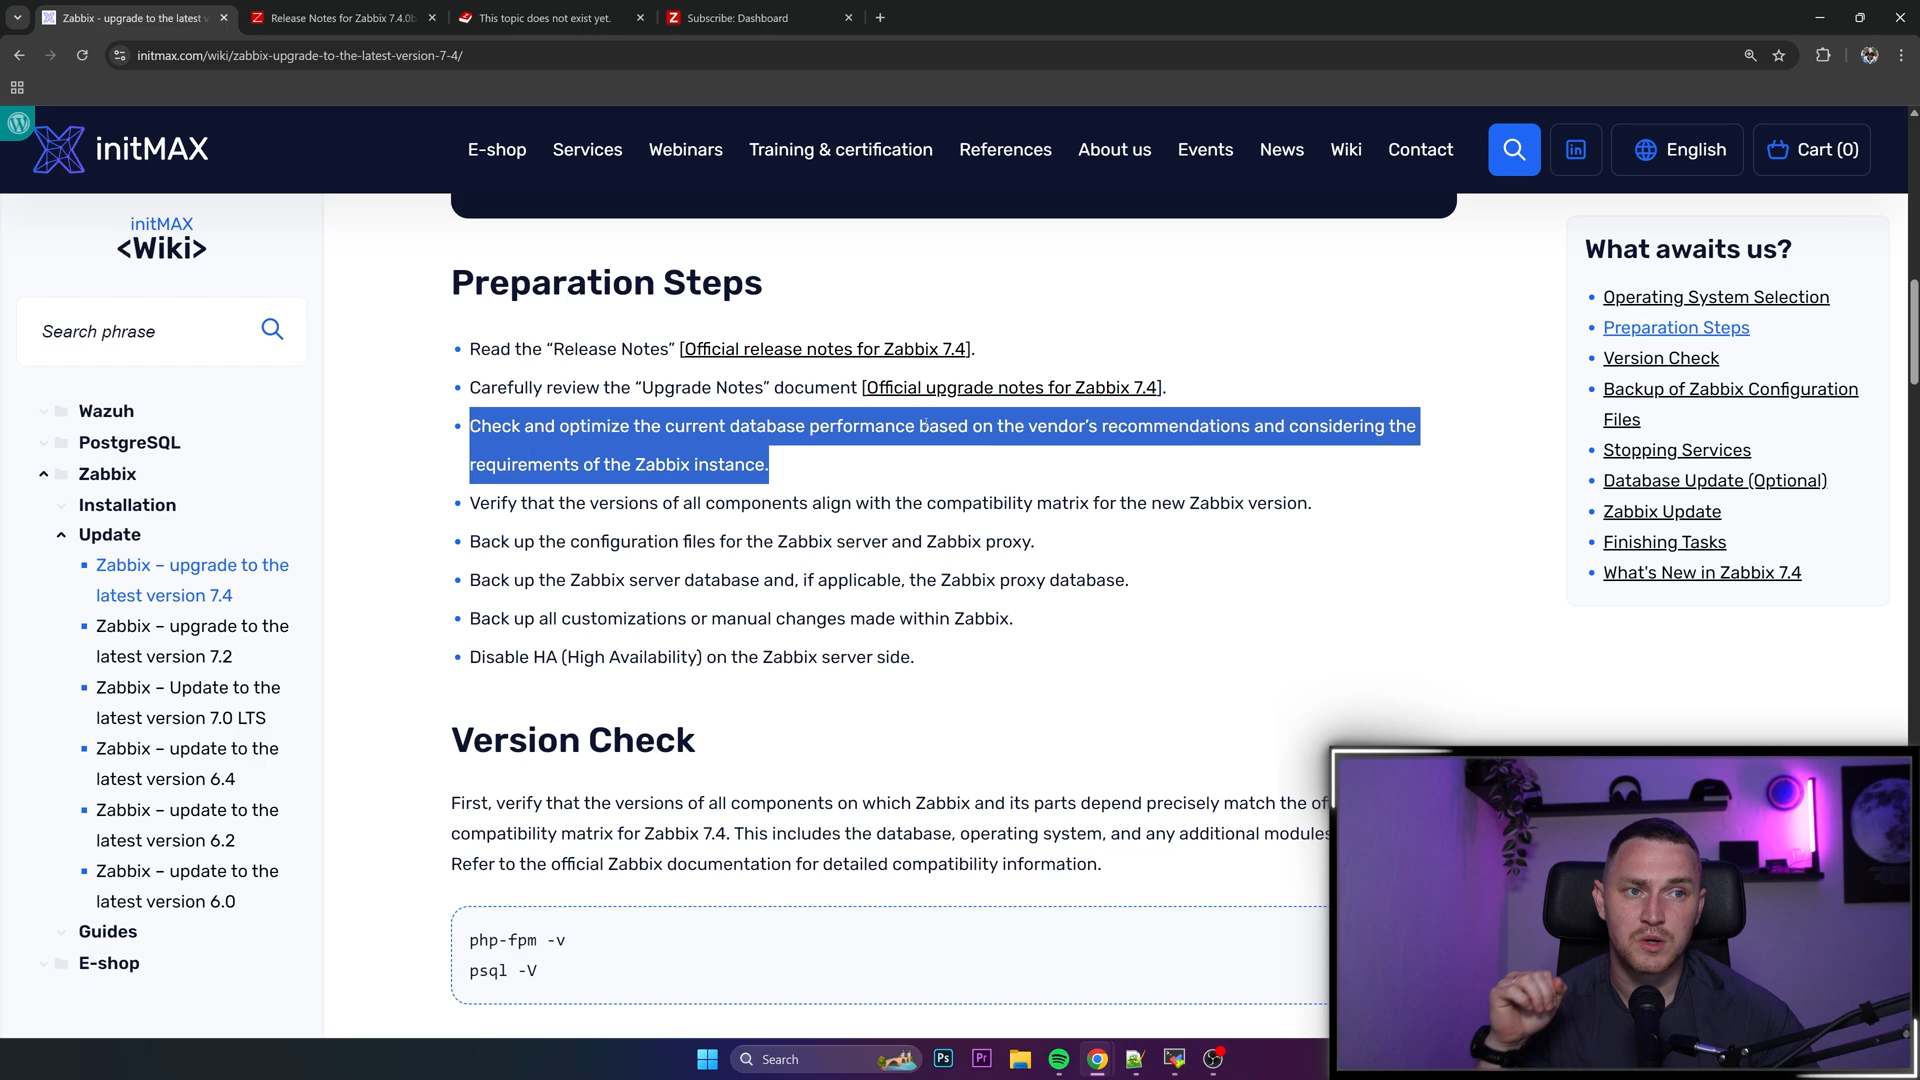 Zabbix - upgrade to the latest v
Release Notes for Zabbix 7.4.0b
This topic does not exist yet.
Subscribe: Dashboard
initmax.com/wiki/zabbix-upgrade-to-the-latest-version-7-4/
initMAX
E-shop
Services
Webinars
Training & certification
References
About us
Events
News
Wiki
Contact
English
Cart (0)
initMAX
<Wiki>
Search phrase
Wazuh
PostgreSQL
Zabbix
Installation
Update
Zabbix – upgrade to the
latest version 7.4
Zabbix – upgrade to the
latest version 7.2
Zabbix – Update to the
latest version 7.0 LTS
Zabbix – update to the
latest version 6.4
Zabbix – update to the
latest version 6.2
Zabbix – update to the
latest version 6.0
Guides
E-shop
Preparation Steps
Read the “Release Notes” [Official release notes for Zabbix 7.4].
Carefully review the “Upgrade Notes” document [Official upgrade notes for Zabbix 7.4].
Check and optimize the current database performance based on the vendor’s recommendations and considering the
requirements of the Zabbix instance.
Verify that the versions of all components align with the compatibility matrix for the new Zabbix version.
Back up the configuration files for the Zabbix server and Zabbix proxy.
Back up the Zabbix server database and, if applicable, the Zabbix proxy database.
Back up all customizations or manual changes made within Zabbix.
Disable HA (High Availability) on the Zabbix server side.
Version Check
First, verify that the versions of all components on which Zabbix and its parts depend precisely match the of
compatibility matrix for Zabbix 7.4. This includes the database, operating system, and any additional modules
Refer to the official Zabbix documentation for detailed compatibility information.
php-fpm -v
psql -V
What awaits us?
Operating System Selection
Preparation Steps
Version Check
Backup of Zabbix Configuration
Files
Stopping Services
Database Update (Optional)
Zabbix Update
Finishing Tasks
What's New in Zabbix 7.4
Search
Ps
Pr